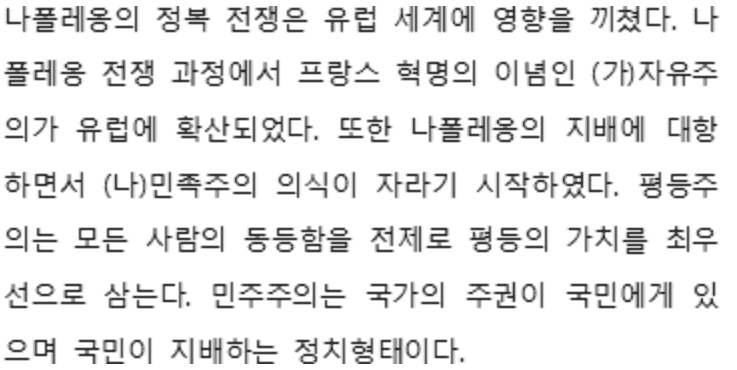 나폴레옹의 정복 전쟁은 유럽 세계에 영향을 끼쳤다. 나
폴레옹 전쟁 과정에서 프랑스 혁명의 이념인 (가)자유주
의가 유럽에 확산되었다. 또한 나폴레옹의 지배에 대항
하면서 (나)민족주의 의식이 자라기 시작하였다. 평등주
의는 모든 사람의 동등함을 전제로 평등의 가치를 최우
선으로 삼는다. 민주주의는 국가의 주권이 국민에게 있
으며 국민이 지배하는 정치형태이다.